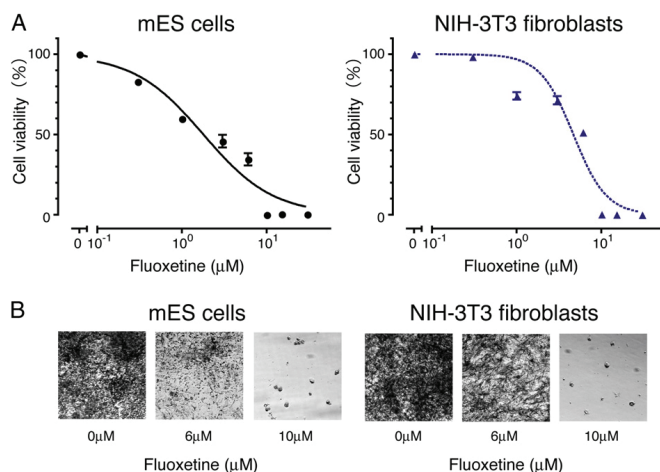 A
mES cells
NIH-3T3 fibroblasts
Cell viability (%)
100
50
0
0
10-1
100
101
Fluoxetine (μM)
Cell viability (%)
100
50
0
0
10-1
100
101
Fluoxetine (μM)
B
mES cells
NIH-3T3 fibroblasts
0μM
6μM
10μM
0μM
6μM
10μM
Fluoxetine (μM)
Fluoxetine (μM)